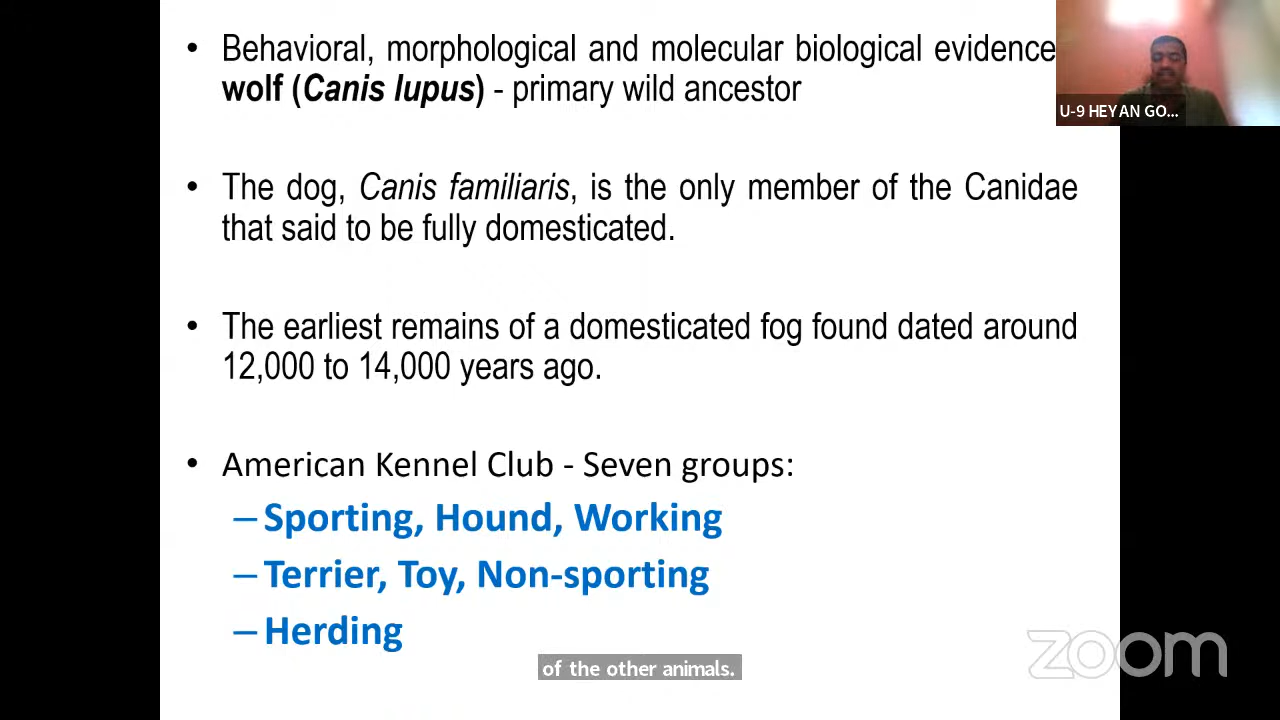 • Behavioral, morphological and molecular biological evidence
wolf (Canis lupus) - primary wild ancestor
U-9 HEYAN GO...
• The dog, Canis familiaris, is the only member of the Canidae
that said to be fully domesticated.
• The earliest remains of a domesticated fog found dated around
12,000 to 14,000 years ago.
• American Kennel Club - Seven groups:
– Sporting, Hound, Working
– Terrier, Toy, Non-sporting
– Herding
zoom
of the other animals.